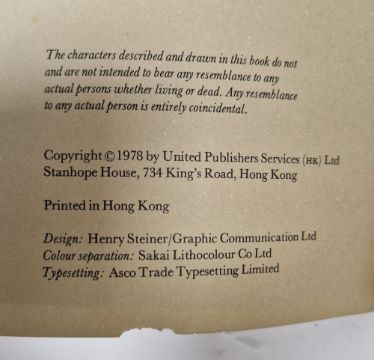 The characters described and drawn in this book do not
and are not intended to bear any resemblance to any
actual persons whether living or dead. Any resemblance
to any actual person is entirely coincidental.
Copyright © 1978 by United Publishers Services (HK) Ltd
Stanhope House, 734 King's Road, Hong Kong
Printed in Hong Kong
Design: Henry Steiner/Graphic Communication Ltd
Colour separation: Sakai Lithocolour Co Ltd
Typesetting: Asco Trade Typesetting Limited